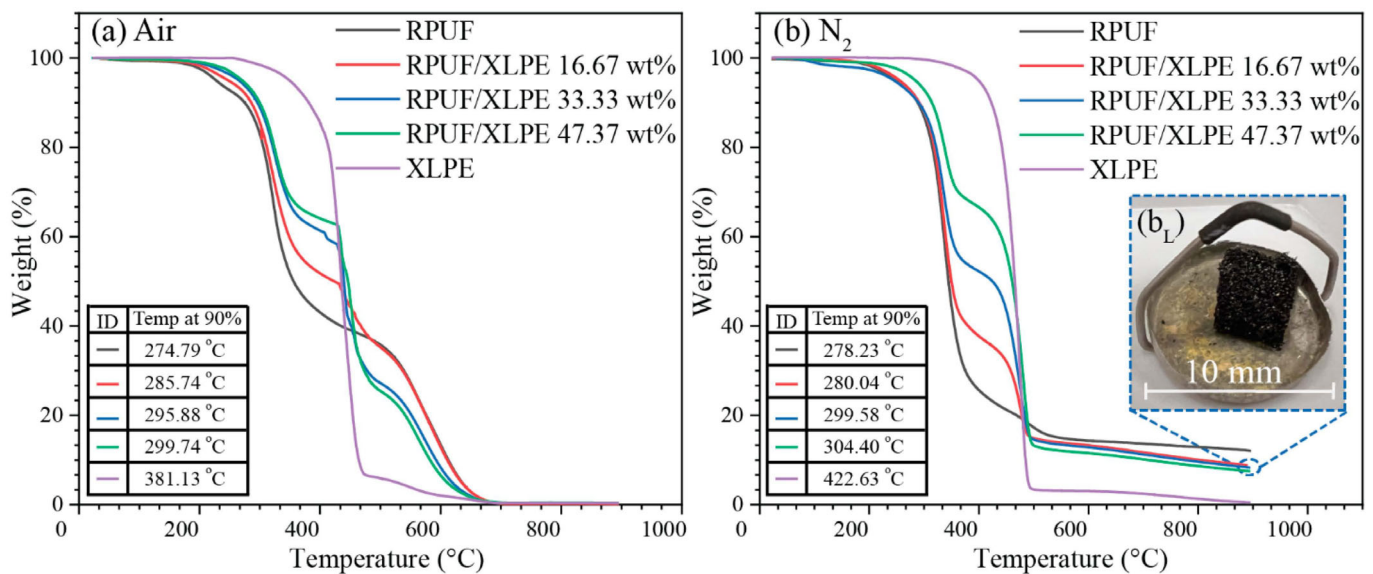 (a) Air
RPUF
RPUF/XLPE 16.67 wt%
RPUF/XLPE 33.33 wt%
RPUF/XLPE 47.37 wt%
XLPE
Weight (%)
100
80
60
40
20
0
ID Temp at 90%
274.79 °C
285.74 °C
295.88 °C
299.74 °C
381.13 °C
0 200 400 600 800 1000
Temperature (°C)
(b) N₂
RPUF
RPUF/XLPE 16.67 wt%
RPUF/XLPE 33.33 wt%
RPUF/XLPE 47.37 wt%
XLPE
Weight (%)
100
80
60
40
20
0
(b_L)
10 mm
ID Temp at 90%
278.23 °C
280.04 °C
299.58 °C
304.40 °C
422.63 °C
0 200 400 600 800 1000
Temperature (°C)